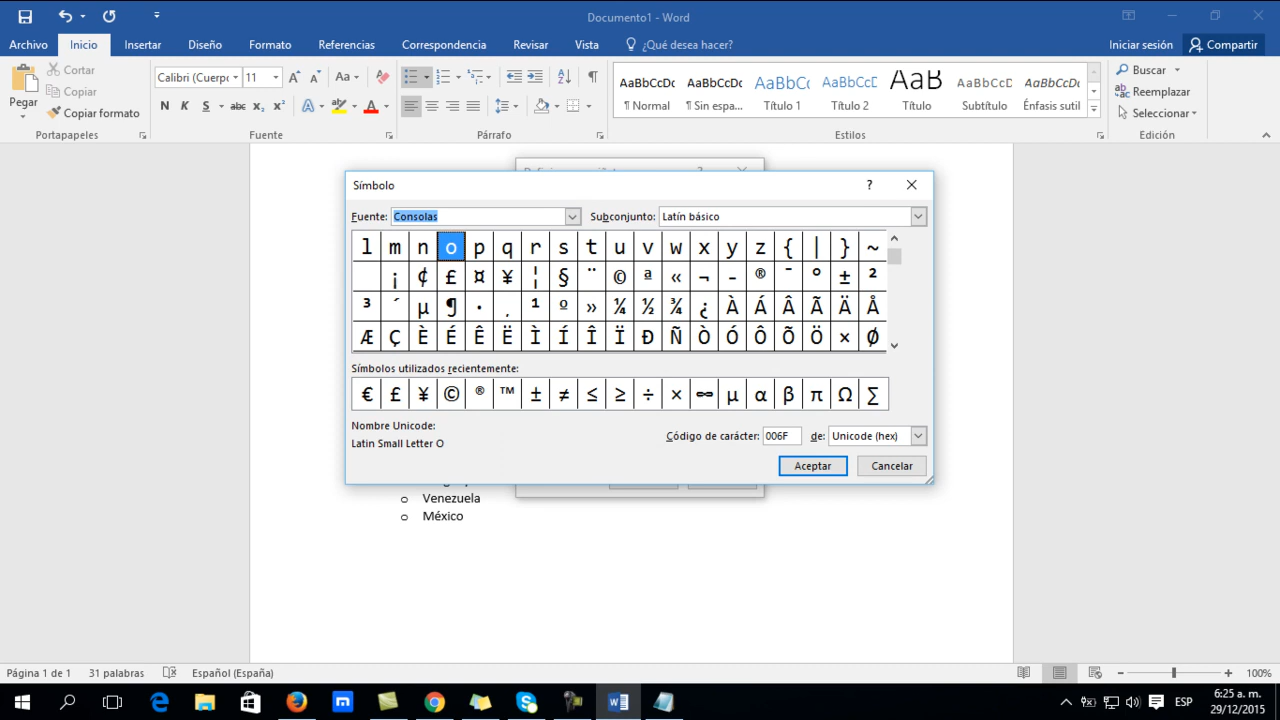 Documento1 - Word
Archivo Inicio Insertar Diseño Formato Referencias Correspondencia Revisar Vista ¿Qué desea hacer? Iniciar sesión Compartir
Pegar
Cortar
Copiar
Copiar formato
Portapapeles
Calibri (Cuerpo 11 Aa
N K S abc x₂ x² A A
Fuente
Párrafo
AaBbCcDc AaBbCcDc AaBbCc AaBbCcD AaB AaBbCcD AaBbCcDc
¶ Normal ¶ Sin espa... Título 1 Título 2 Título Subtítulo Énfasis sutil
Estilos
Buscar
Reemplazar
Seleccionar
Edición
Símbolo ?
Fuente: Consolas Subconjunto: Latín básico
l m n o p q r s t u v w x y z { | } ~
¡ ¢ £ ¤ ¥ ¦ § ¨ © ª « ¬ - ® ¯ ° ± ²
³ ´ µ ¶ · ¸ ¹ º » ¼ ½ ¾ ¿ À Á Â Ã Ä Å
Æ Ç È É Ê Ë Ì Í Î Ï Ð Ñ Ò Ó Ô Õ Ö × Ø
Símbolos utilizados recientemente:
€ £ ¥ © ® ™ ± ≠ ≤ ≥ ÷ × ∞ µ α β π Ω ∑
Nombre Unicode:
Latin Small Letter O
Código de carácter: 006F de: Unicode (hex)
Aceptar Cancelar
o Venezuela
o México
Página 1 de 1 31 palabras Español (España) 100%
ESP
6:25 a. m.
29/12/2015